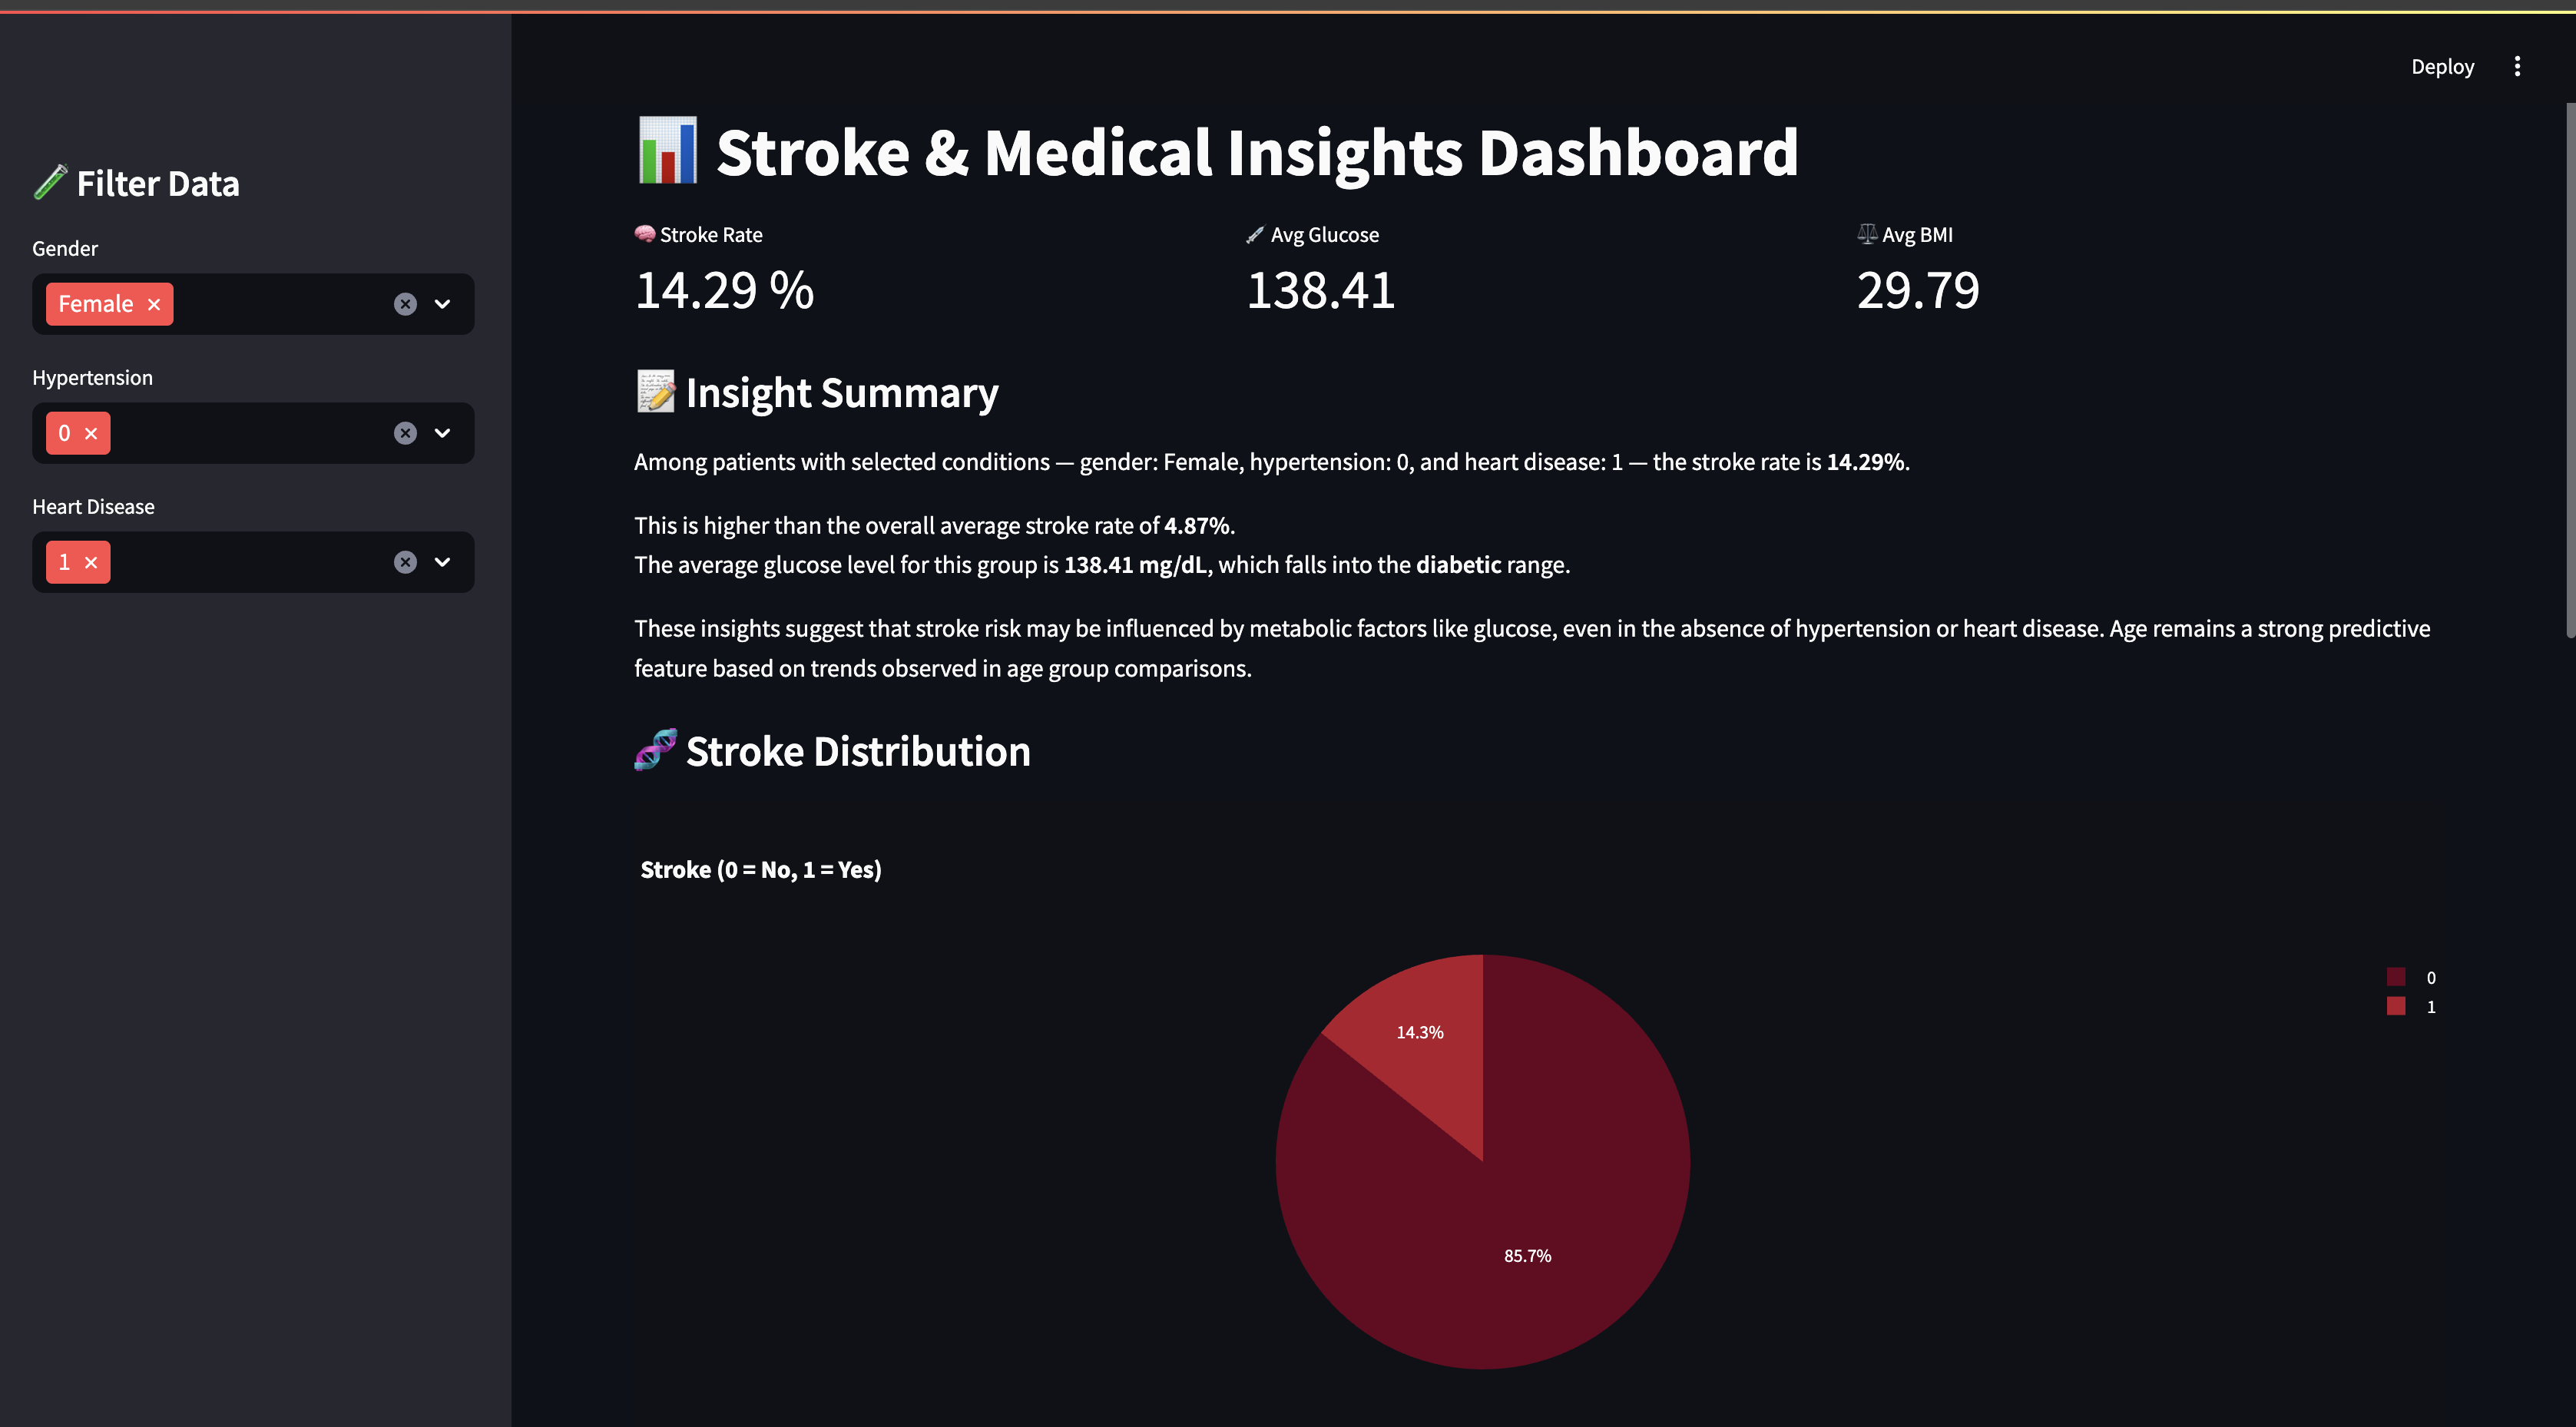 Deploy
Filter Data
Gender
Female
Hypertension
0
Heart Disease
1
Stroke & Medical Insights Dashboard
Stroke Rate
14.29 %
Avg Glucose
138.41
Avg BMI
29.79
Insight Summary
Among patients with selected conditions — gender: Female, hypertension: 0, and heart disease: 1 — the stroke rate is 14.29%.
This is higher than the overall average stroke rate of 4.87%.
The average glucose level for this group is 138.41 mg/dL, which falls into the diabetic range.
These insights suggest that stroke risk may be influenced by metabolic factors like glucose, even in the absence of hypertension or heart disease. Age remains a strong predictive
feature based on trends observed in age group comparisons.
Stroke Distribution
Stroke (0 = No, 1 = Yes)
14.3%
85.7%
0
1